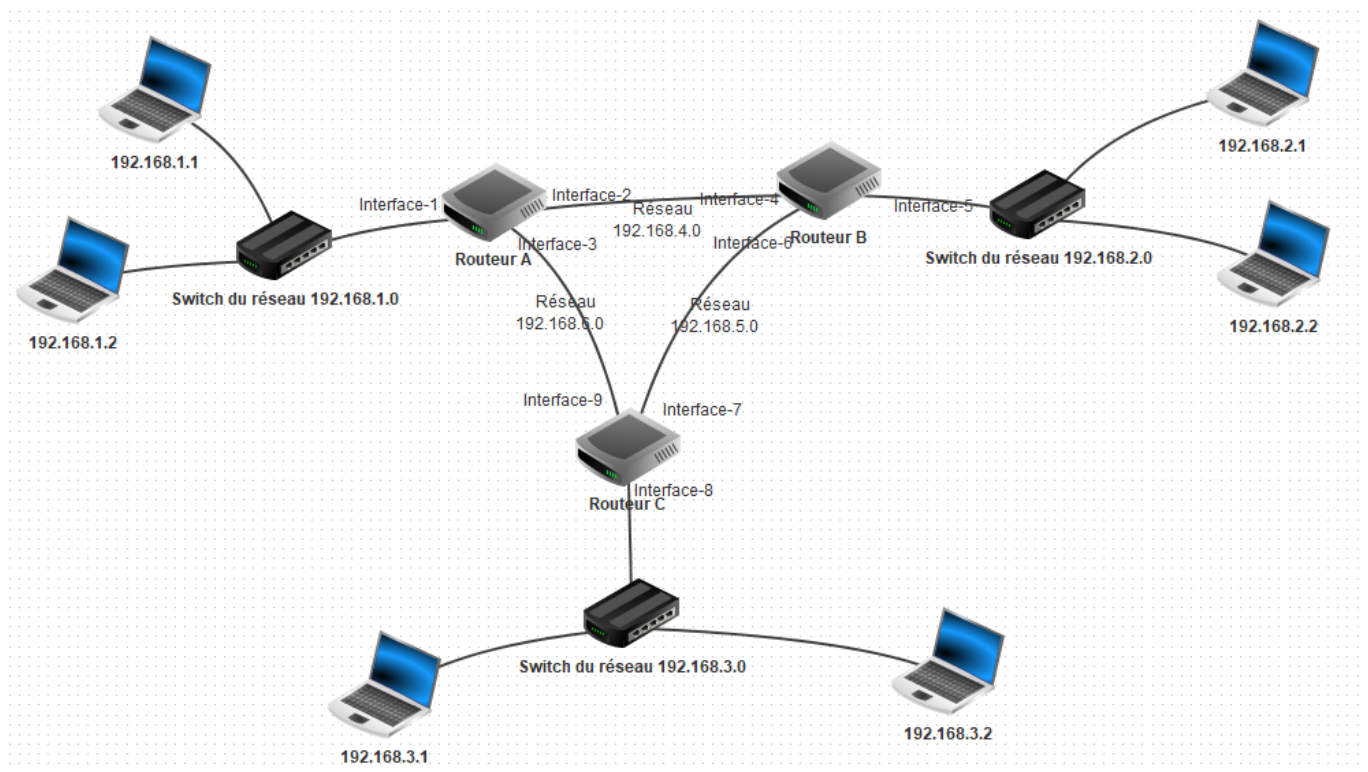 192.168.1.1
192.168.2.1
Interface-1
Interface-2
Interface-4
Interface-5
Réseau
192.168.4.0
Interface-3
Interface-6
Routeur A
Routeur B
Switch du réseau 192.168.2.0
Switch du réseau 192.168.1.0
192.168.1.2
192.168.2.2
Réseau
192.168.6.0
Réseau
192.168.5.0
Interface-9
Interface-7
Interface-8
Routeur C
Switch du réseau 192.168.3.0
192.168.3.1
192.168.3.2